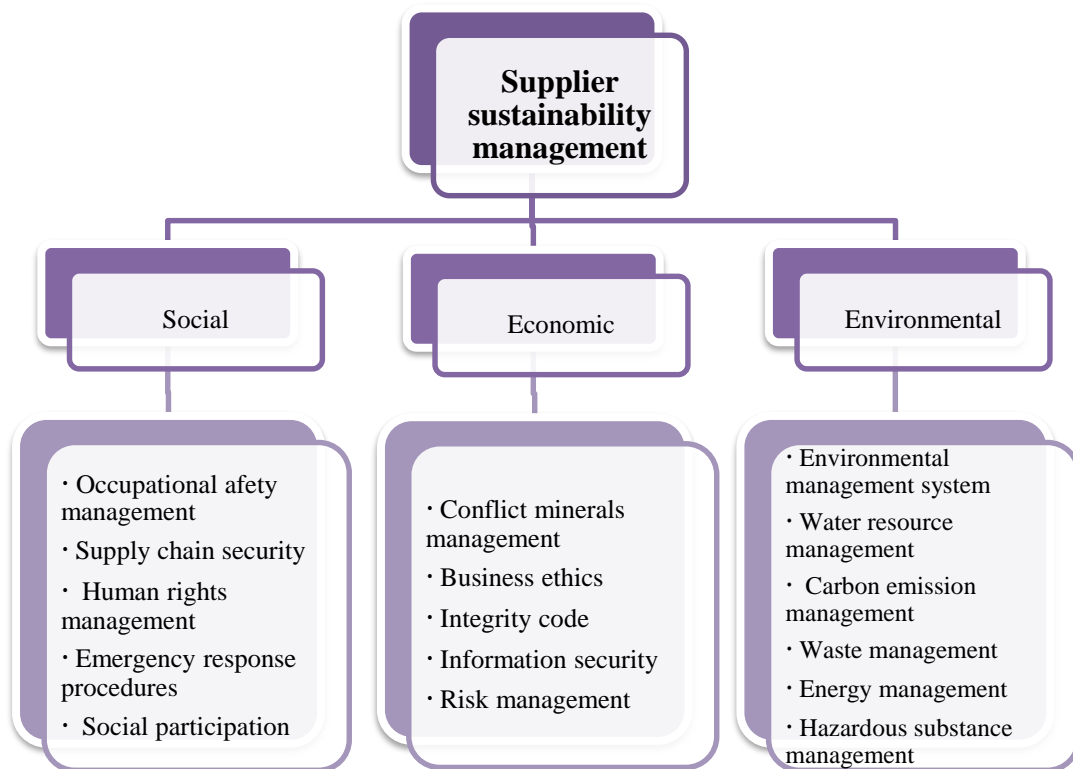 Supplier
sustainability
management
Social
Economic
Environmental
· Occupational afety
management
· Supply chain security
· Human rights
management
· Emergency response
procedures
· Social participation
· Conflict minerals
management
· Business ethics
· Integrity code
· Information security
· Risk management
· Environmental
management system
· Water resource
management
· Carbon emission
management
· Waste management
· Energy management
· Hazardous substance
management